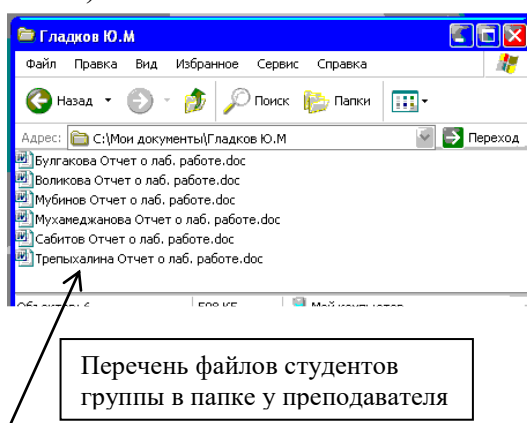 Гладков Ю.М
Файл Правка Вид Избранное Сервис Справка
Назад Поиск Папки
Адрес: C:\Мои документы\Гладков Ю.М Переход
Булгакова Отчет о лаб. работе.doc
Воликова Отчет о лаб. работе.doc
Мубинов Отчет о лаб. работе.doc
Мухамеджанова Отчет о лаб. работе.doc
Сабитов Отчет о лаб. работе.doc
Трепыхалина Отчет о лаб. работе.doc
Перечень файлов студентов
группы в папке у преподавателя